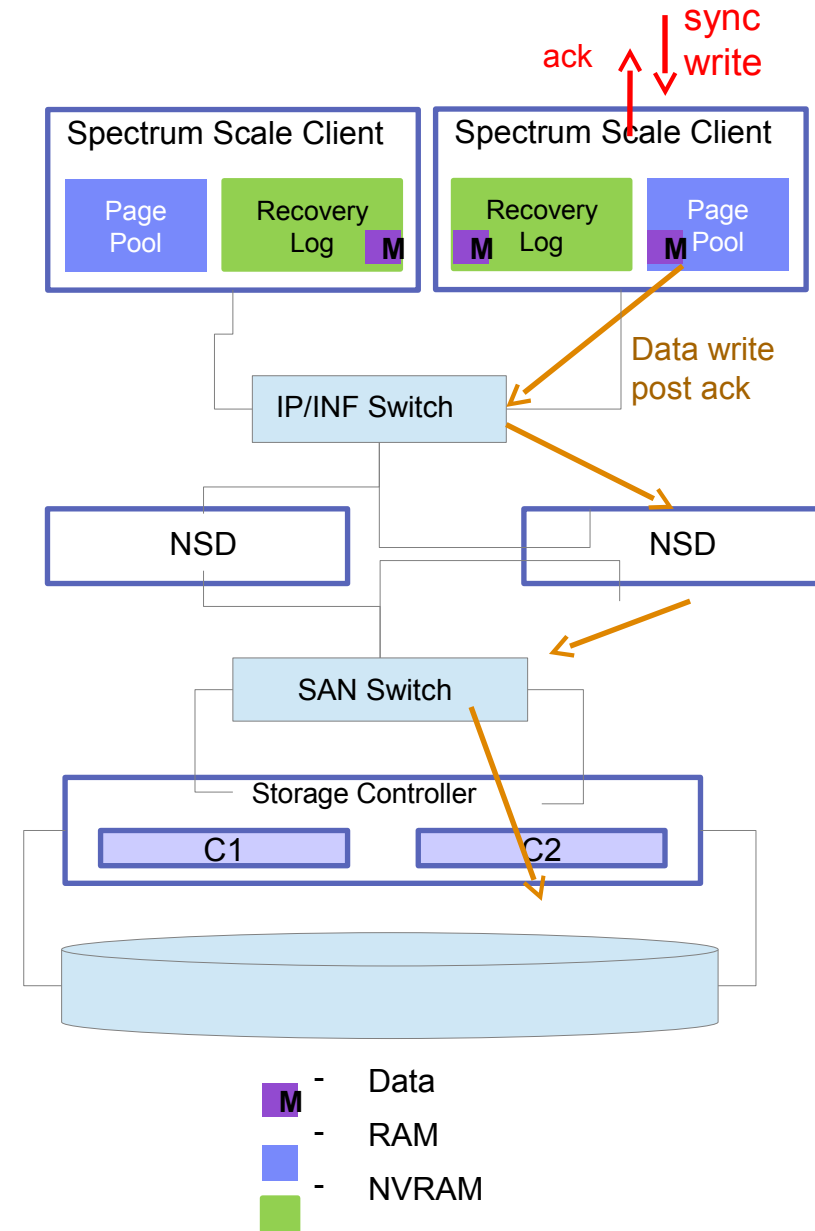 sync
write
ack
Spectrum Scale Client
Page
Pool
Recovery
Log
M
Spectrum Scale Client
Recovery
Log
M
Page
Pool
M
Data write
post ack
IP/INF Switch
NSD
NSD
SAN Switch
Storage Controller
C1
C2
M - Data
- RAM
- NVRAM